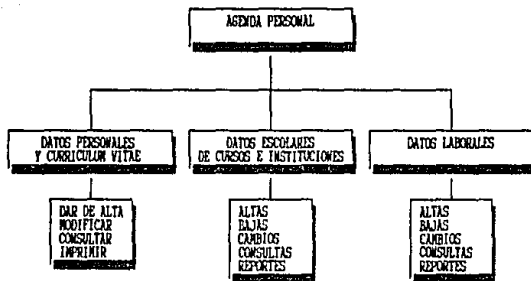 AGENDA PERSONAL
DATOS PERSONALES
Y CURRICULUM VITAE
DATOS ESCOLARES
DE CURSOS E INSTITUCIONES
DATOS LABORALES
DAR DE ALTA
MODIFICAR
CONSULTAR
IMPRIMIR
ALTAS
BAJAS
CAMBIOS
CONSULTAS
REPORTES
ALTAS
BAJAS
CAMBIOS
CONSULTAS
REPORTES